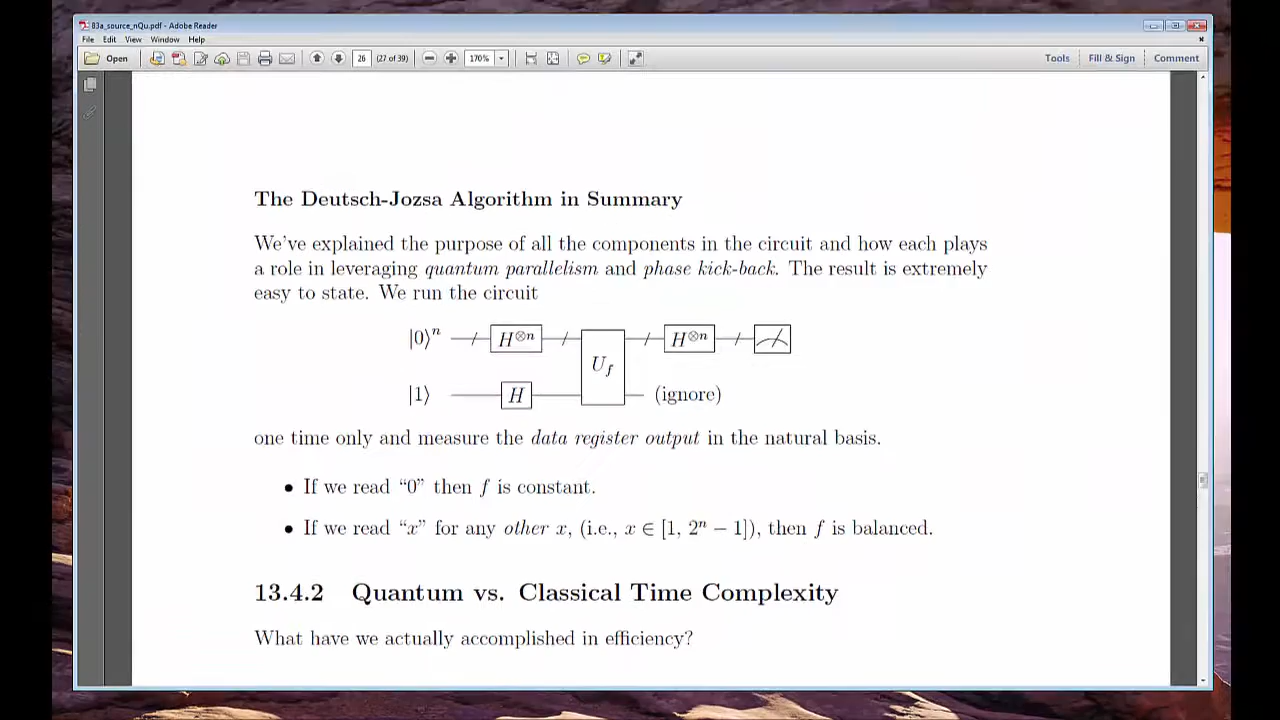 83a_source_nQu.pdf - Adobe Reader
File Edit View Window Help
Open 26 (27 of 39) 170% Tools Fill & Sign Comment
The Deutsch-Jozsa Algorithm in Summary
We've explained the purpose of all the components in the circuit and how each plays
a role in leveraging quantum parallelism and phase kick-back. The result is extremely
easy to state. We run the circuit
|0⟩ⁿ H⊗ⁿ H⊗ⁿ
U_f
|1⟩ H (ignore)
one time only and measure the data register output in the natural basis.
• If we read “0” then f is constant.
• If we read “x” for any other x, (i.e., x ∈ [1, 2ⁿ − 1]), then f is balanced.
13.4.2 Quantum vs. Classical Time Complexity
What have we actually accomplished in efficiency?